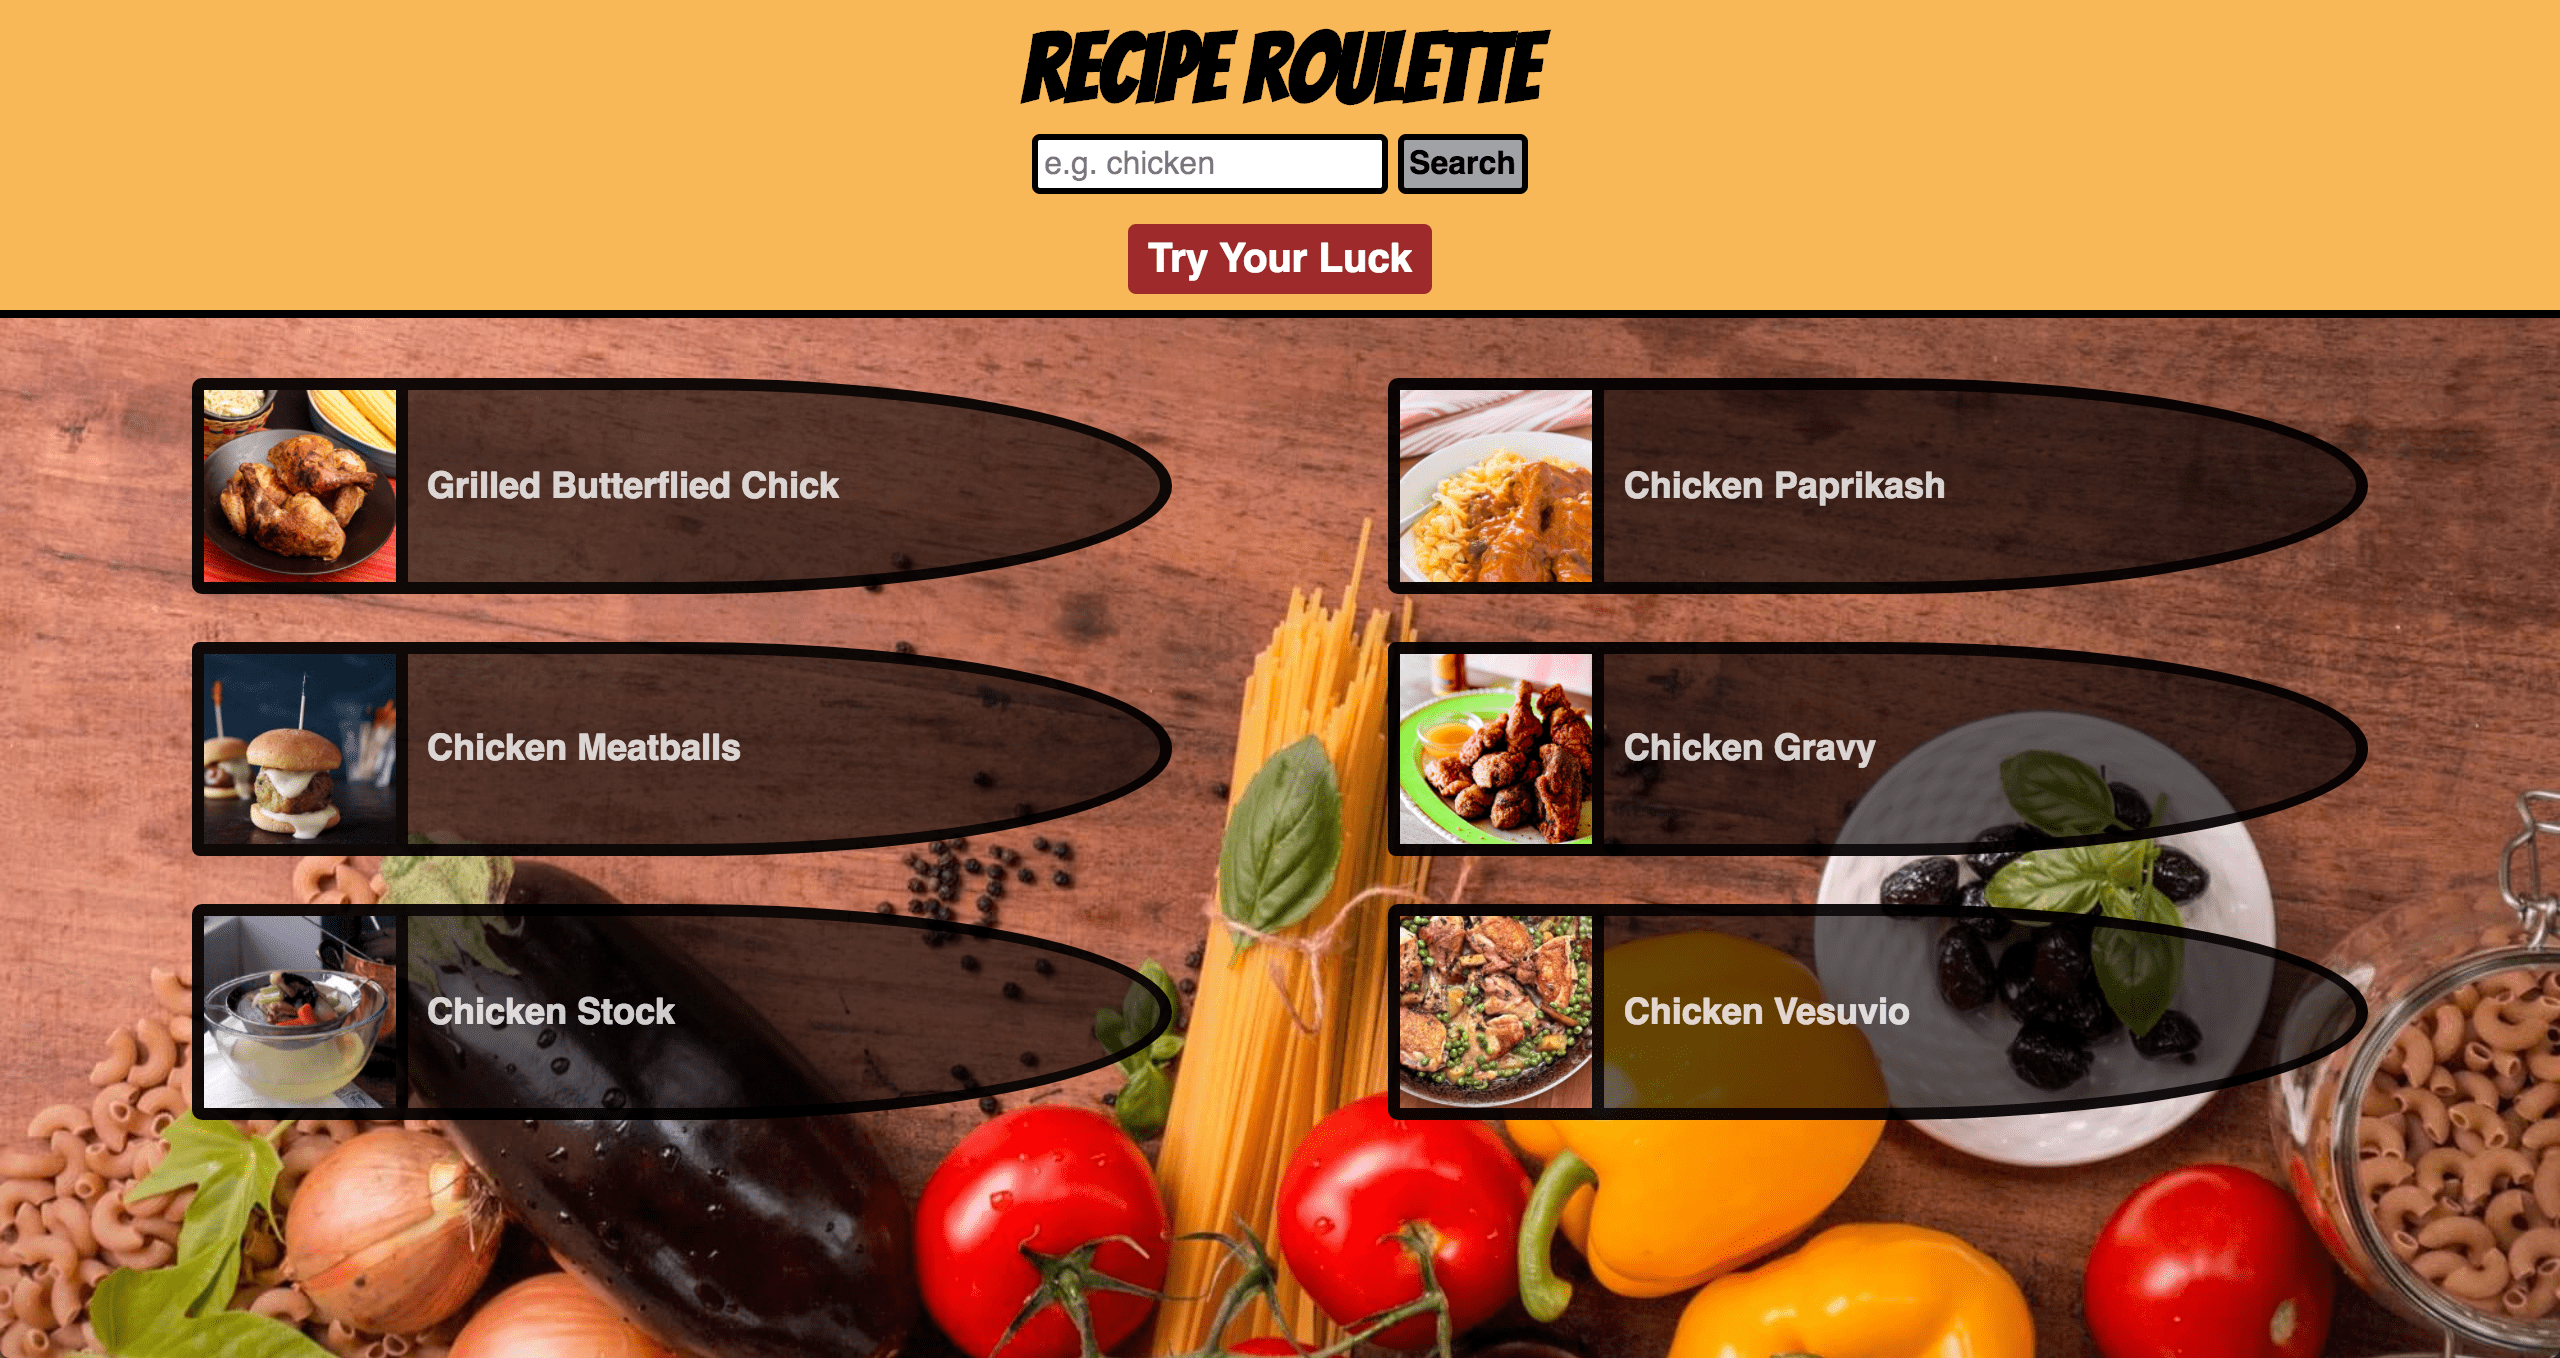 RECIPE ROULETTE
e.g. chicken
Search
Try Your Luck
Grilled Butterflied Chick
Chicken Paprikash
Chicken Meatballs
Chicken Gravy
Chicken Stock
Chicken Vesuvio